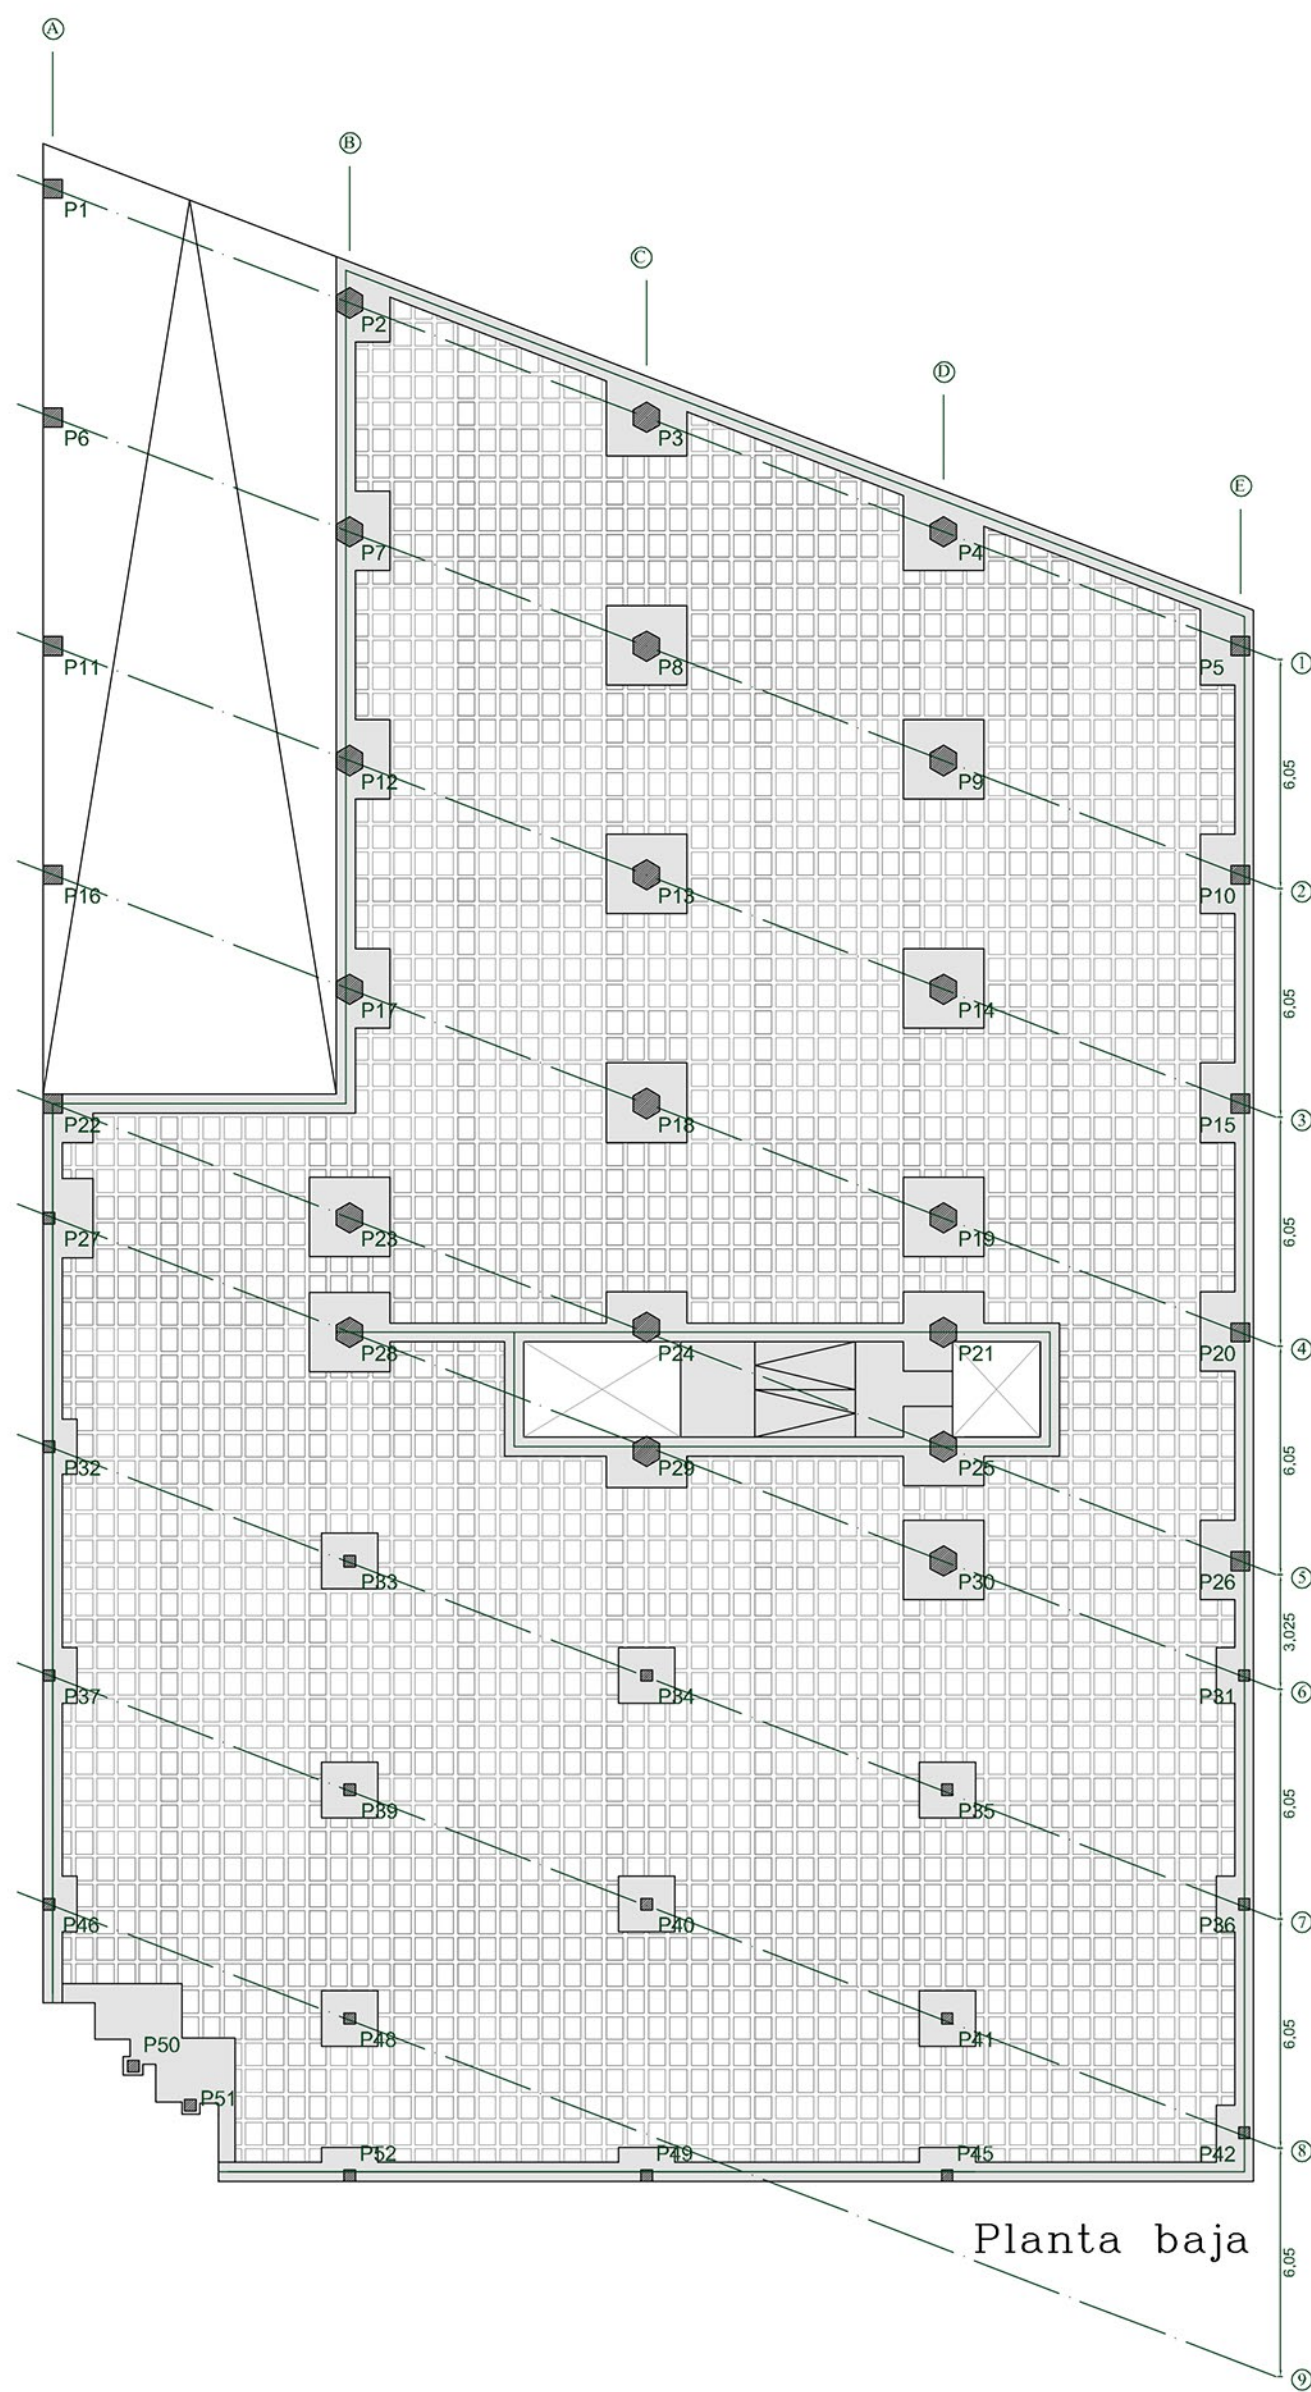 A
B
C
D
E
P1
P2
P3
P4
P5
1
P6
P7
P8
P9
P10
2
6,05
P11
P12
P13
P14
P15
3
6,05
P16
P17
P18
P19
P20
4
6,05
P22
P23
P24
P21
P25
P26
5
6,05
P27
P28
P29
P30
P31
6
3,025
P32
P33
P34
P35
P36
7
6,05
P37
P39
P40
P41
P42
8
6,05
P46
P48
P50
P51
P52
P49
P45
Planta baja
6,05
9